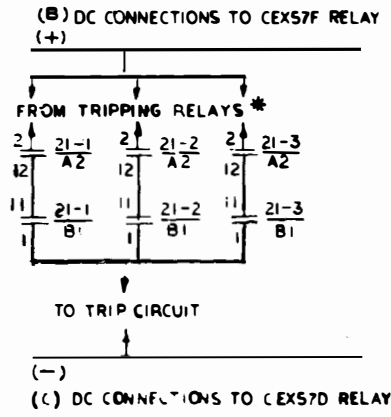 (B) DC CONNECTIONS TO CEX57F RELAY
(+)
FROM TRIPPING RELAYS *
2 21-1 2 21-2 2 21-3
A2 A2 A2
12 12 12
11 21-1 11 21-2 11 21-3
B1 B1 B1
1 1 1
TO TRIP CIRCUIT
(-)
(C) DC CONNECTIONS TO CEX57D RELAY